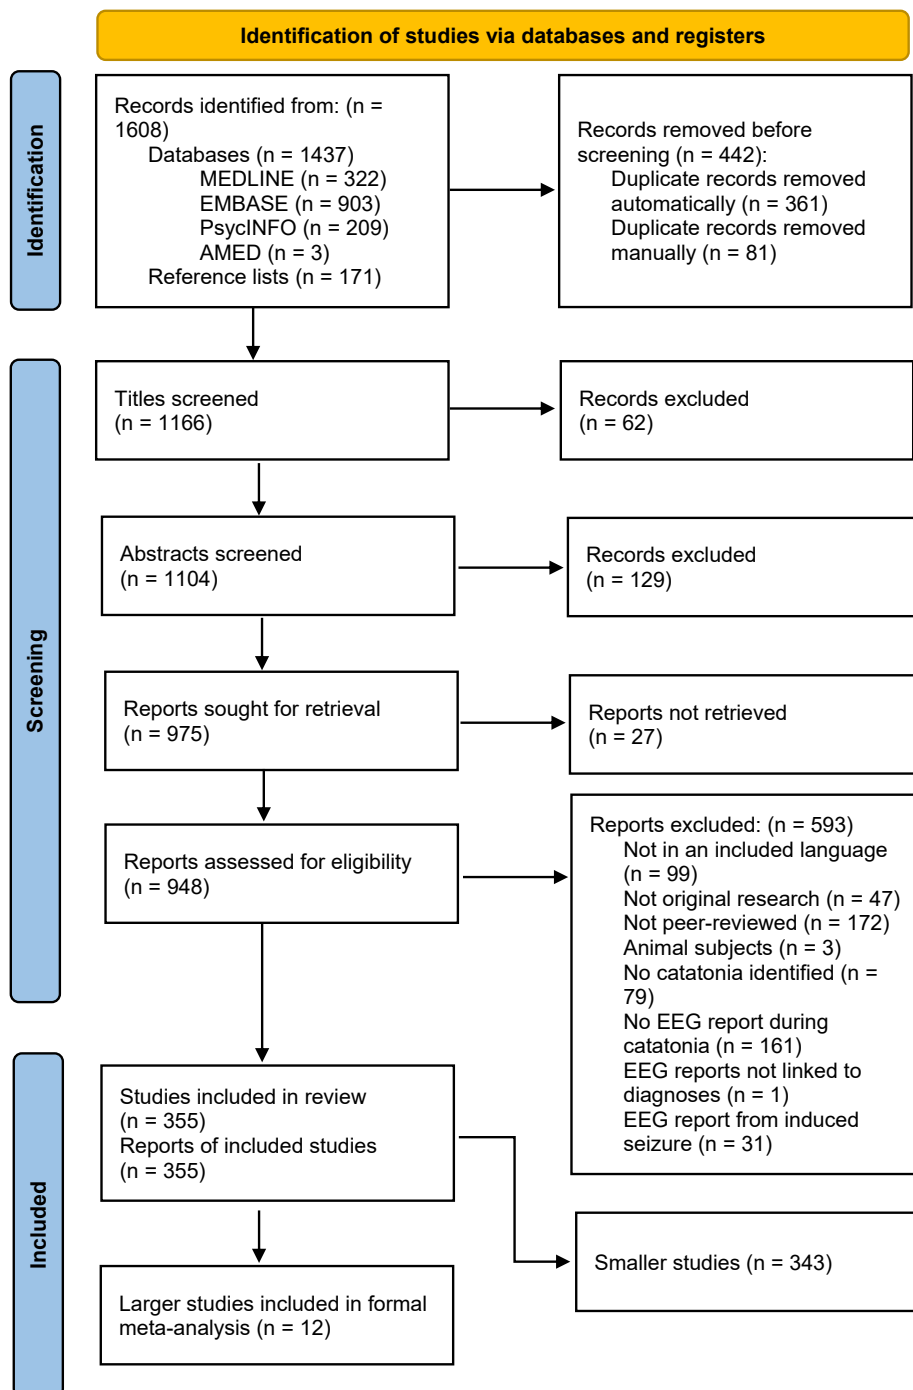 Identification of studies via databases and registers
Identification
Records identified from: (n =
1608)
Databases (n = 1437)
MEDLINE (n = 322)
EMBASE (n = 903)
PsycINFO (n = 209)
AMED (n = 3)
Reference lists (n = 171)
Records removed before
screening (n = 442):
Duplicate records removed
automatically (n = 361)
Duplicate records removed
manually (n = 81)
Screening
Titles screened
(n = 1166)
Records excluded
(n = 62)
Abstracts screened
(n = 1104)
Records excluded
(n = 129)
Reports sought for retrieval
(n = 975)
Reports not retrieved
(n = 27)
Reports assessed for eligibility
(n = 948)
Reports excluded: (n = 593)
Not in an included language
(n = 99)
Not original research (n = 47)
Not peer-reviewed (n = 172)
Animal subjects (n = 3)
No catatonia identified (n =
79)
No EEG report during
catatonia (n = 161)
EEG reports not linked to
diagnoses (n = 1)
EEG report from induced
seizure (n = 31)
Included
Studies included in review
(n = 355)
Reports of included studies
(n = 355)
Smaller studies (n = 343)
Larger studies included in formal
meta-analysis (n = 12)